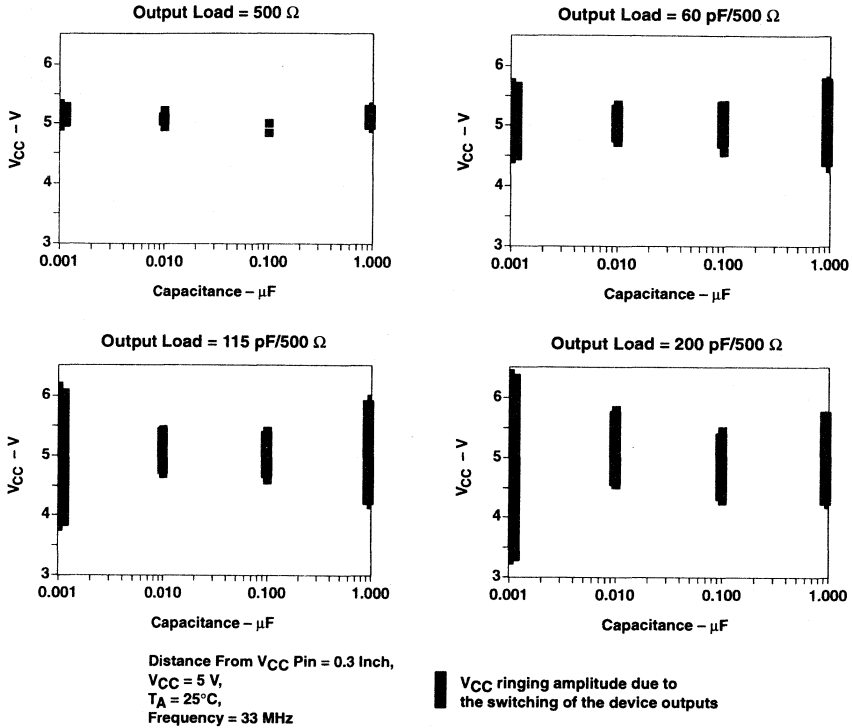 Output Load = 500 Ω
6
5
4
3
VCC – V
0.001 0.010 0.100 1.000
Capacitance – μF
Output Load = 60 pF/500 Ω
6
5
4
3
VCC – V
0.001 0.010 0.100 1.000
Capacitance – μF
Output Load = 115 pF/500 Ω
6
5
4
3
VCC – V
0.001 0.010 0.100 1.000
Capacitance – μF
Output Load = 200 pF/500 Ω
6
5
4
3
VCC – V
0.001 0.010 0.100 1.000
Capacitance – μF
Distance From VCC Pin = 0.3 Inch,
VCC = 5 V,
TA = 25°C,
Frequency = 33 MHz
VCC ringing amplitude due to
the switching of the device outputs